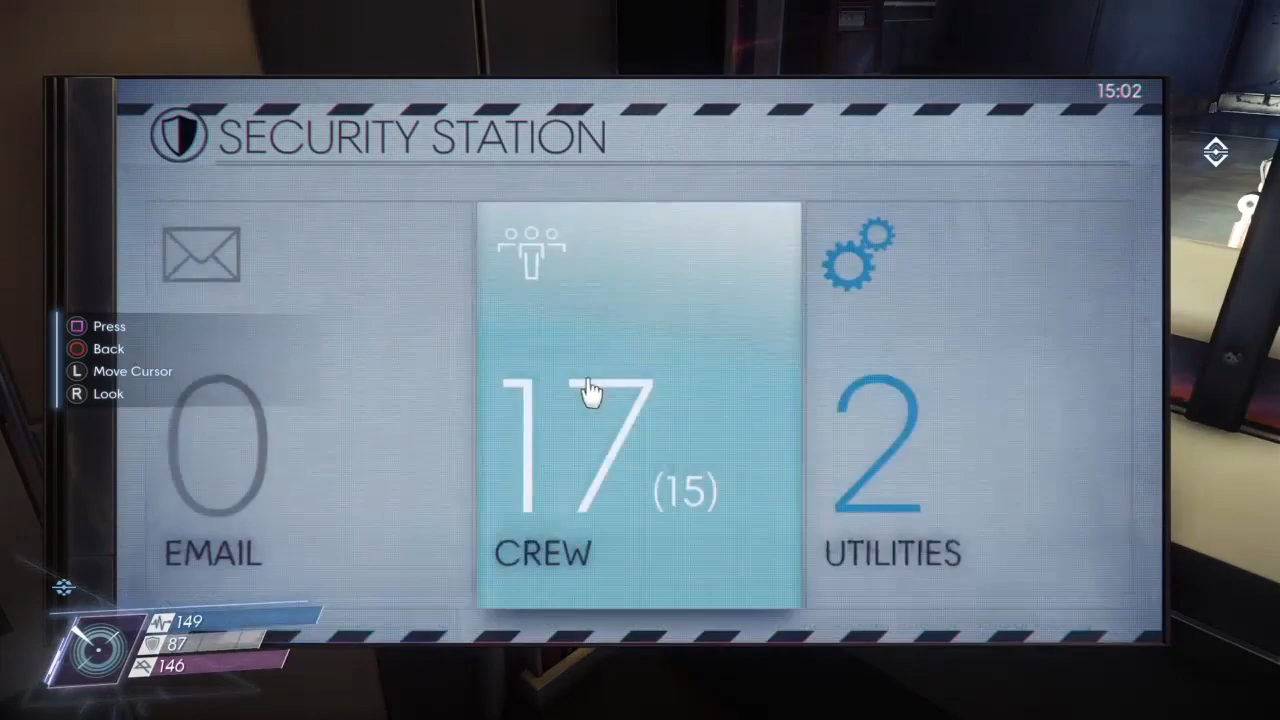 15:02
SECURITY STATION
Press
Back
L Move Cursor
R Look
0
17 (15)
2
EMAIL
CREW
UTILITIES
149
87
146